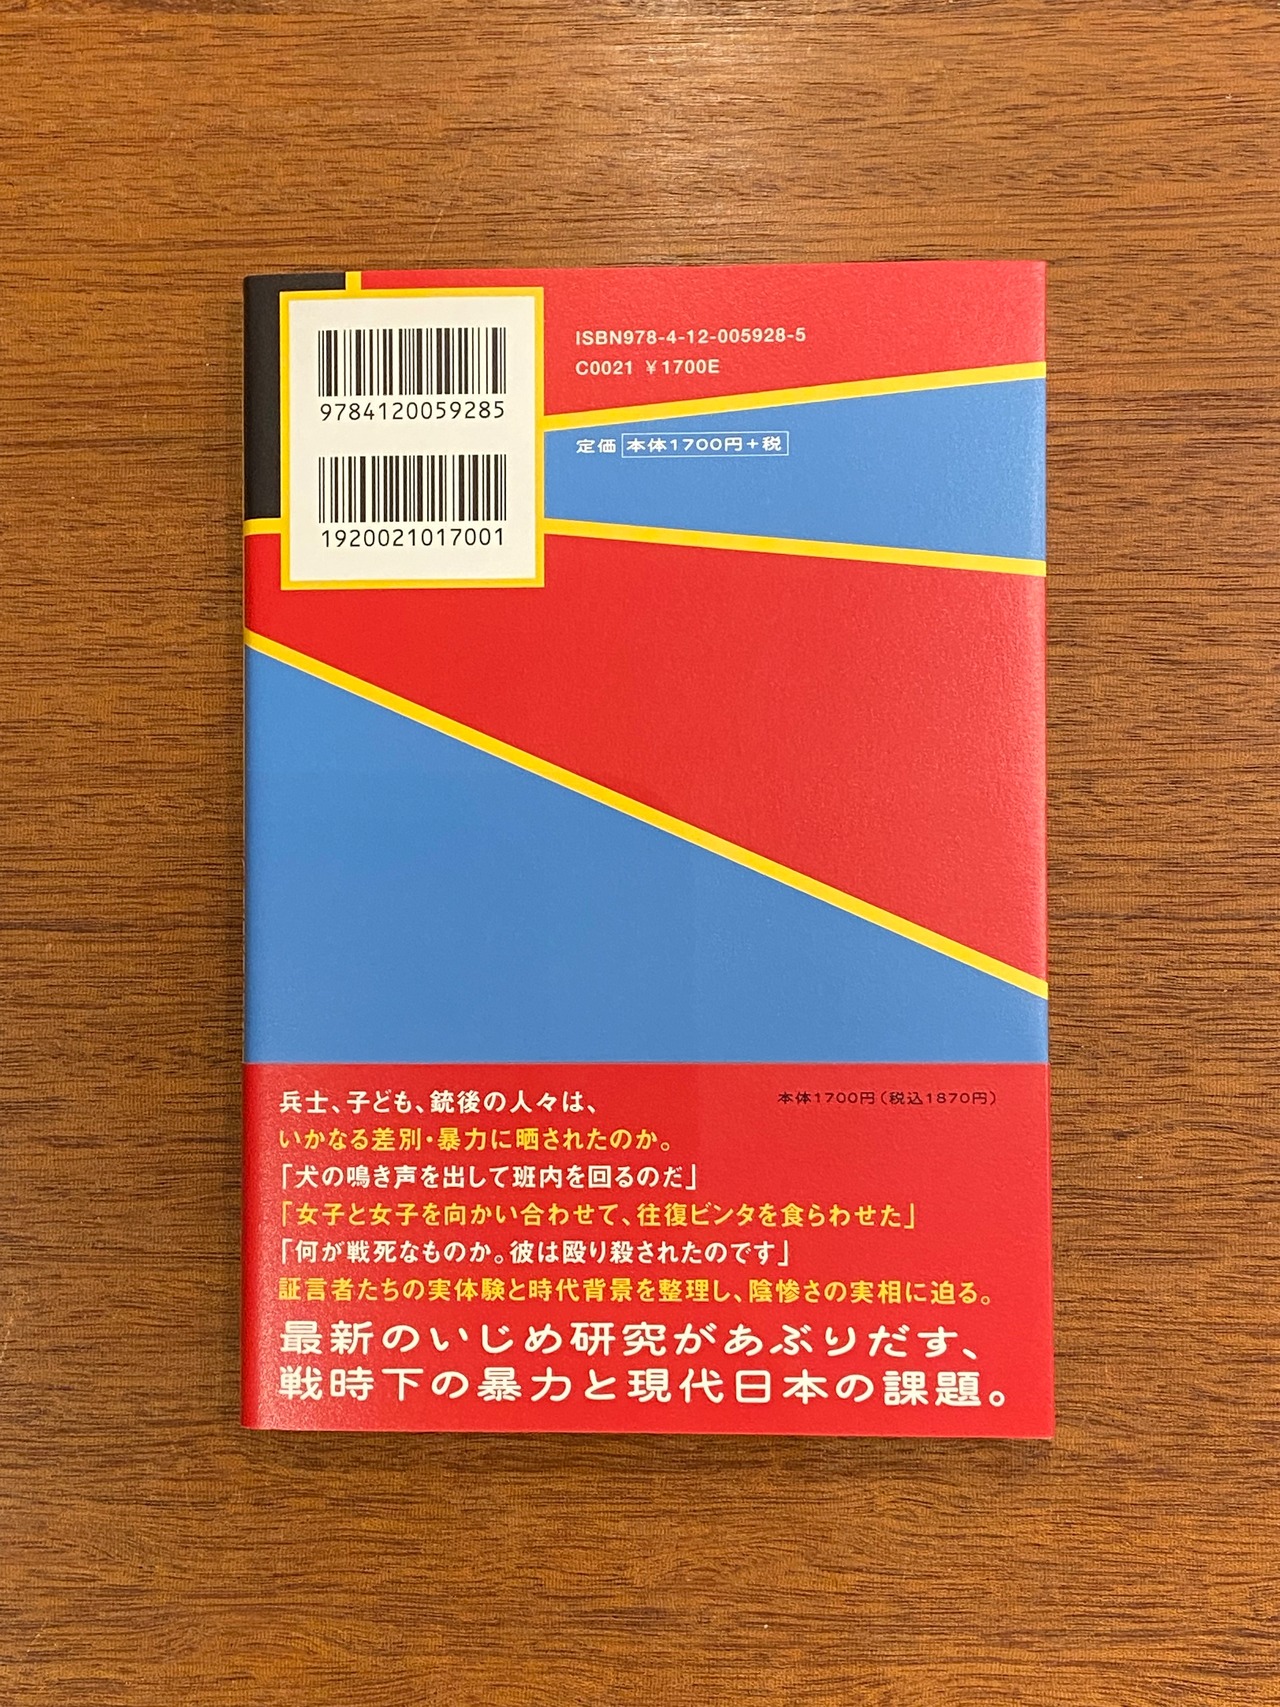 9784120059285
1920021017001
ISBN978-4-12-005928-5
C0021 ¥1700E
定価 本体1700円+税
本体1700円(税込1870円)
兵士、子ども、銃後の人々は、
いかなる差別・暴力に晒されたのか。
「犬の鳴き声を出して班内を回るのだ」
「女子と女子を向かい合わせて、往復ビンタを食らわせた」
「何が戦死なものか。彼は殴り殺されたのです」
証言者たちの実体験と時代背景を整理し、陰惨さの実相に迫る。
最新のいじめ研究があぶりだす、
戦時下の暴力と現代日本の課題。